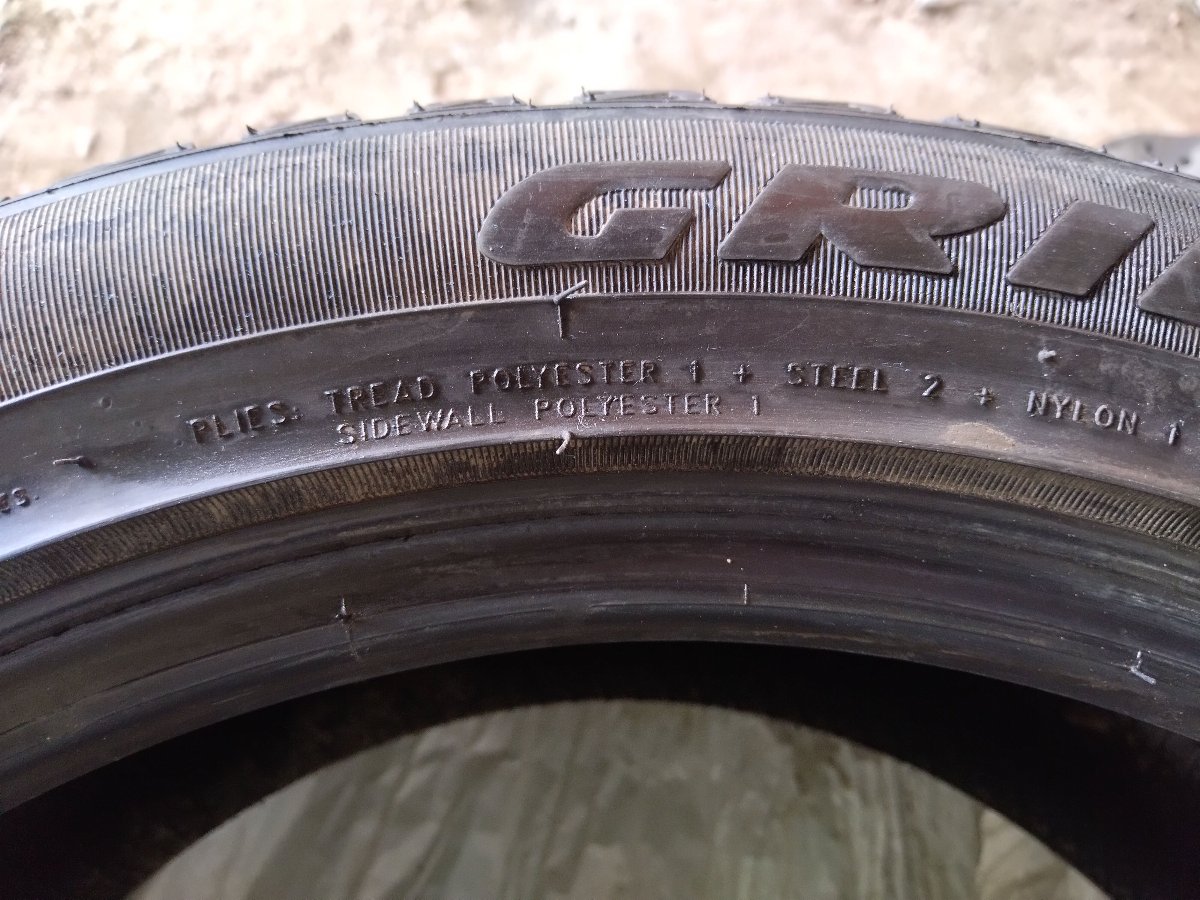 GRI
PLIES. TREAD POLYESTER 1 + STEEL 2 + NYLON 1
SIDEWALL POLYESTER 1